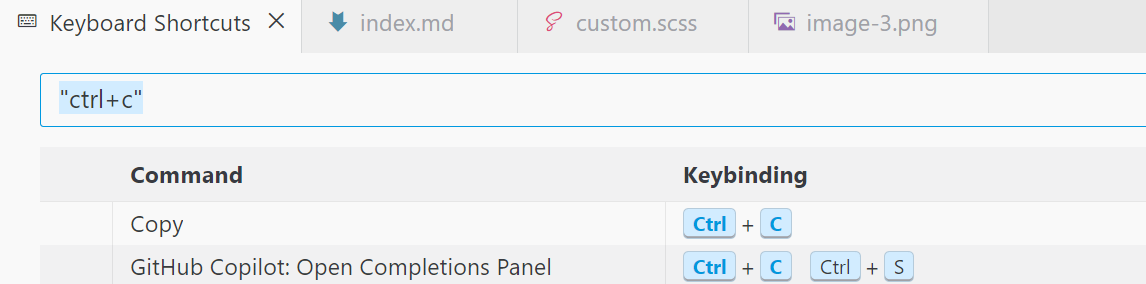 Keyboard Shortcuts index.md custom.scss image-3.png
"ctrl+c"
Command Keybinding
Copy Ctrl + C
GitHub Copilot: Open Completions Panel Ctrl + C Ctrl + S